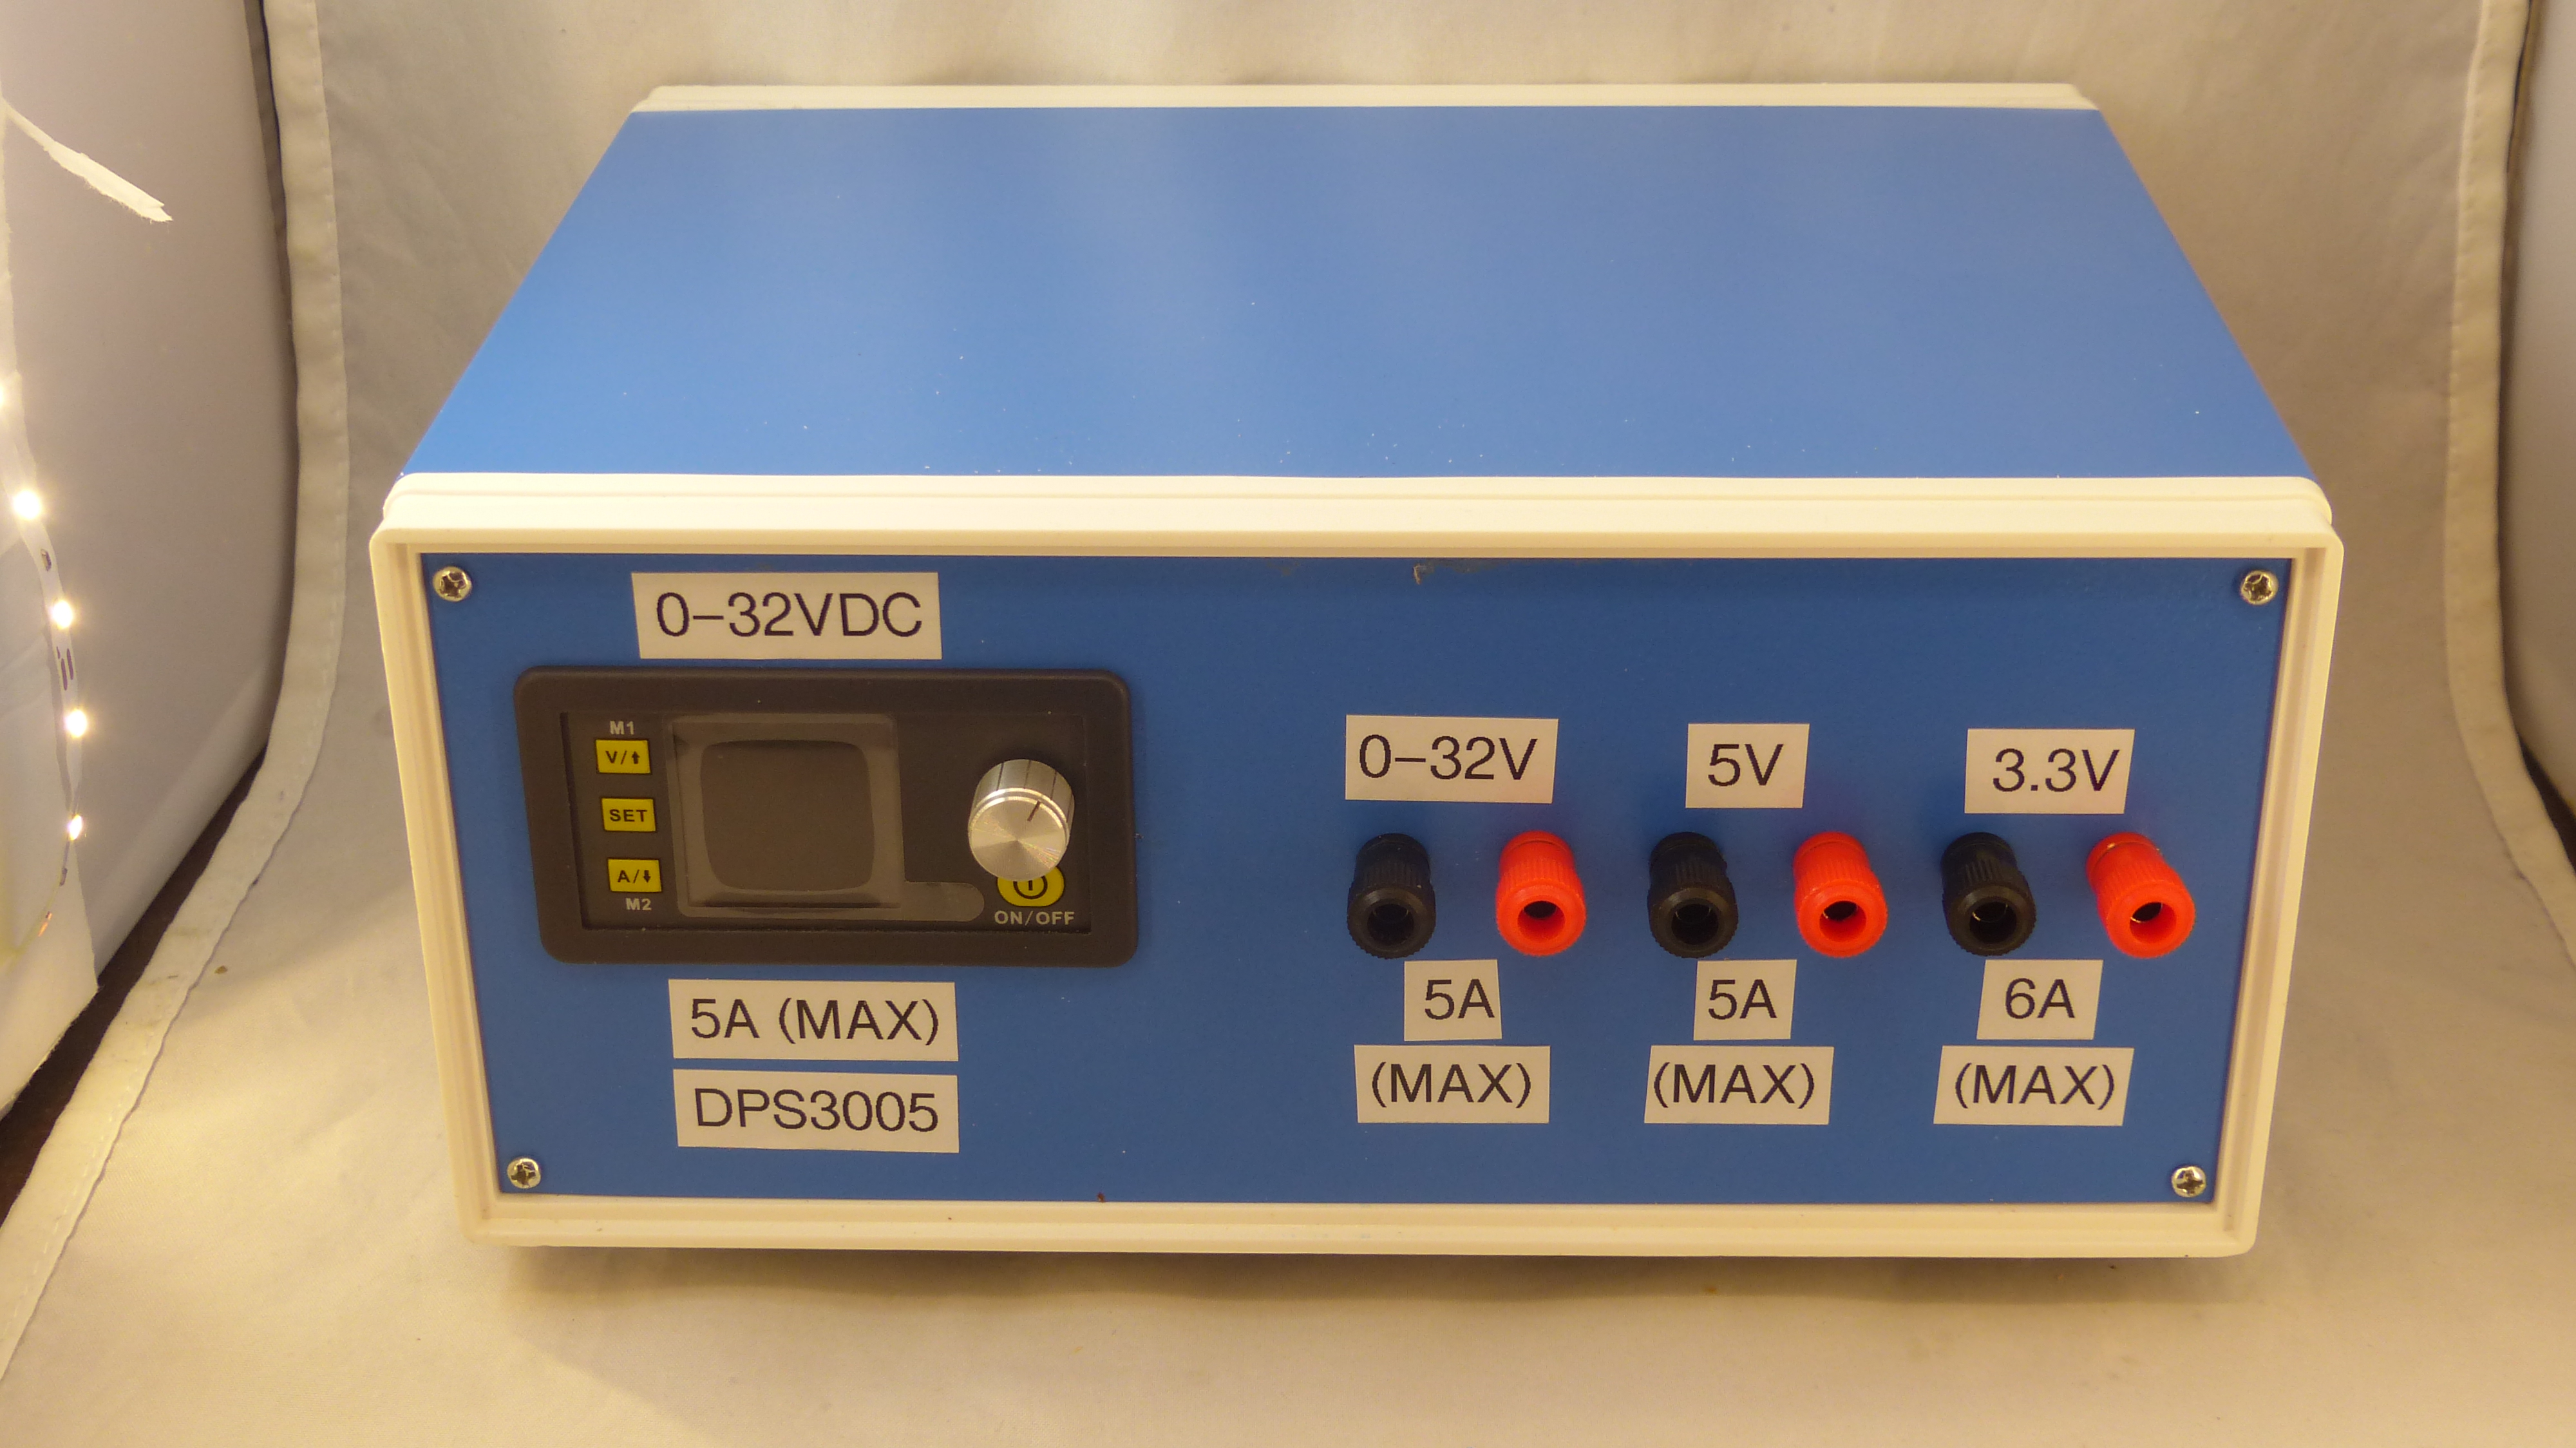 0–32VDC
M1
V/⬆
SET
A/⬇
M2
ON/OFF
5A (MAX)
DPS3005
0–32V
5V
3.3V
5A
(MAX)
5A
(MAX)
6A
(MAX)